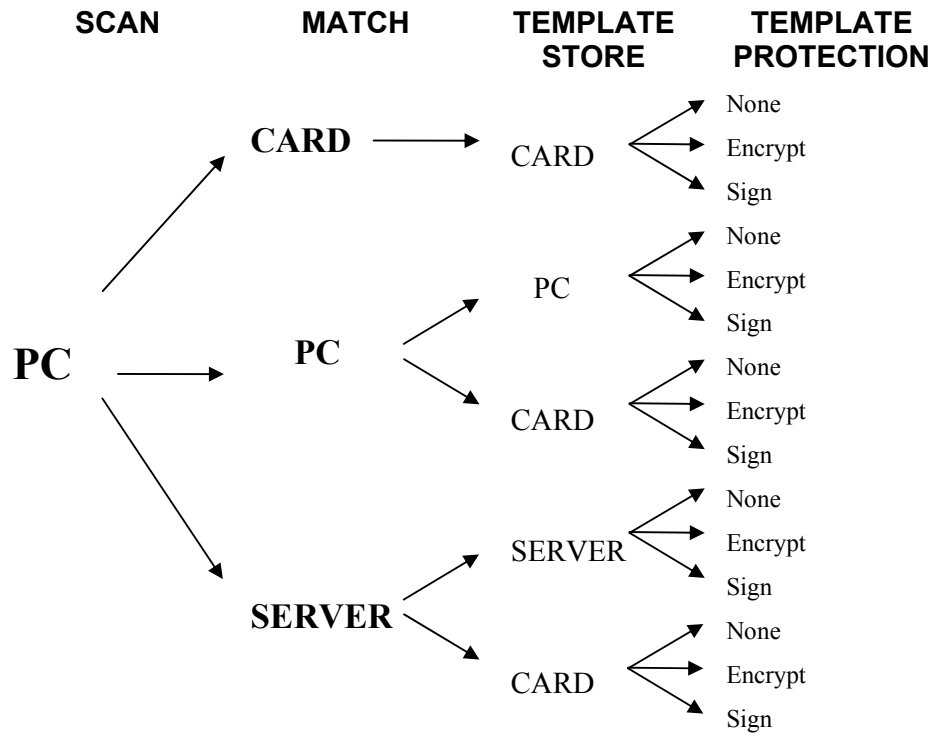 SCAN MATCH TEMPLATE STORE TEMPLATE PROTECTION
None
CARD CARD Encrypt
Sign
None
PC Encrypt
Sign
PC PC
None
CARD Encrypt
Sign
None
SERVER Encrypt
Sign
SERVER
None
CARD Encrypt
Sign